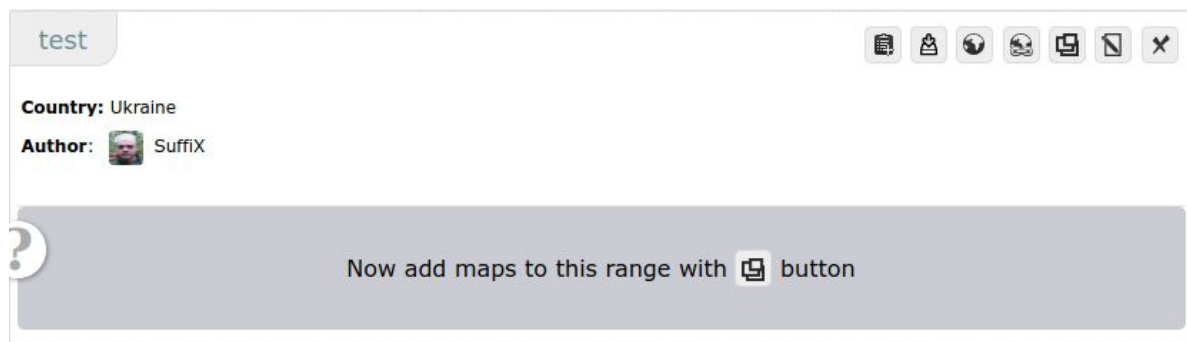 test
Country: Ukraine
Author: SuffiX
?
Now add maps to this range with button